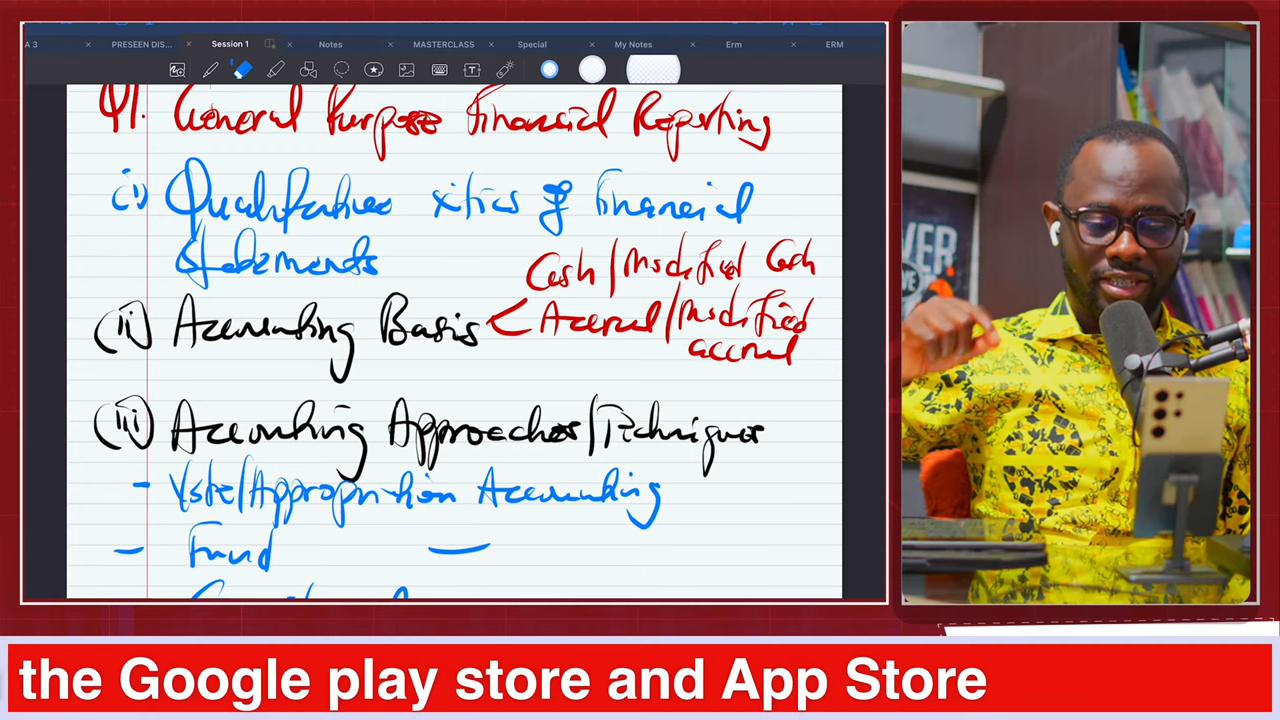 A 3 PRESEEN DIS... Session 1 Notes MASTERCLASS Special My Notes Erm ERM
Q1. General Purpose Financial Reporting
(i) Qualitative xtics of Financial
statements
Cash/Modified Cash
(ii) Accounting Basis < Accrual/Modified
accrual
(iii) Accounting Approaches/Techniques
- Vote/Appropriation Accounting
- Fund —
VER
the Google play store and App Store